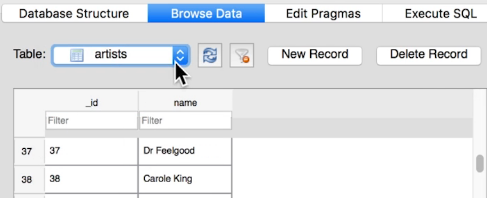 Database Structure Browse Data Edit Pragmas Execute SQL
Table: artists New Record Delete Record
_id name
Filter Filter
37 37 Dr Feelgood
38 38 Carole King